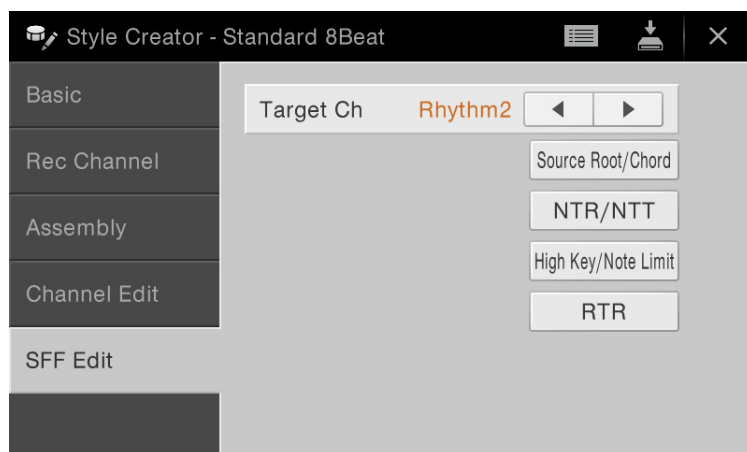 Style Creator - Standard 8Beat
Basic
Rec Channel
Assembly
Channel Edit
SFF Edit
Target Ch Rhythm2
Source Root/Chord
NTR/NTT
High Key/Note Limit
RTR